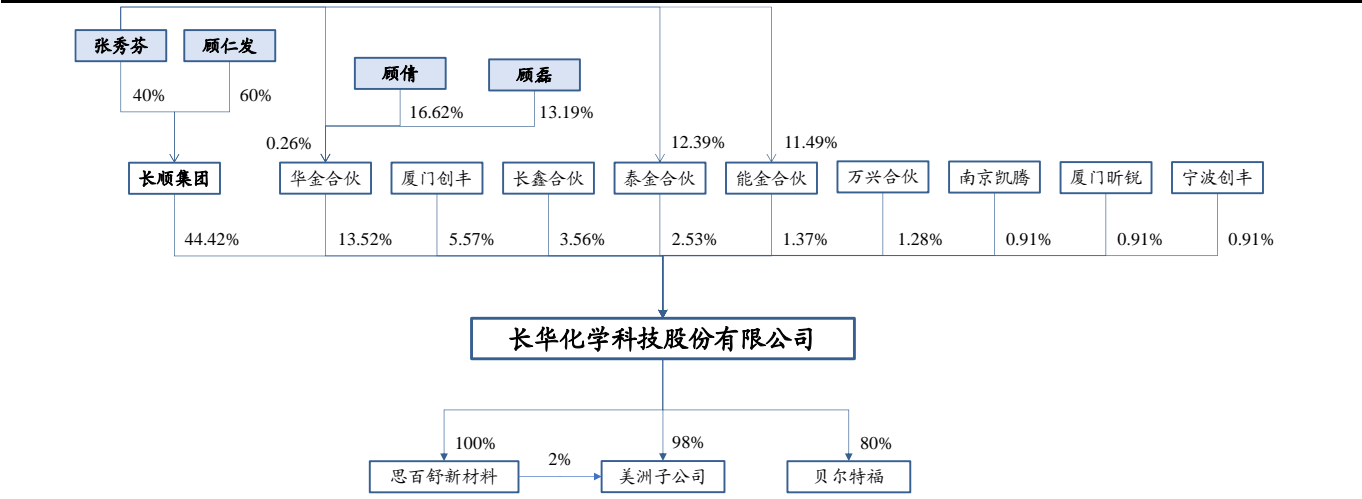 张秀芬 顾仁发
顾倩 顾磊
40% 60%
16.62% 13.19%
0.26% 12.39% 11.49%
长顺集团 华金合伙 厦门创丰 长鑫合伙 泰金合伙 能金合伙 万兴合伙 南京凯腾 厦门昕锐 宁波创丰
44.42% 13.52% 5.57% 3.56% 2.53% 1.37% 1.28% 0.91% 0.91% 0.91%
长华化学科技股份有限公司
100% 98% 80%
2%
思百舒新材料 美洲子公司 贝尔特福